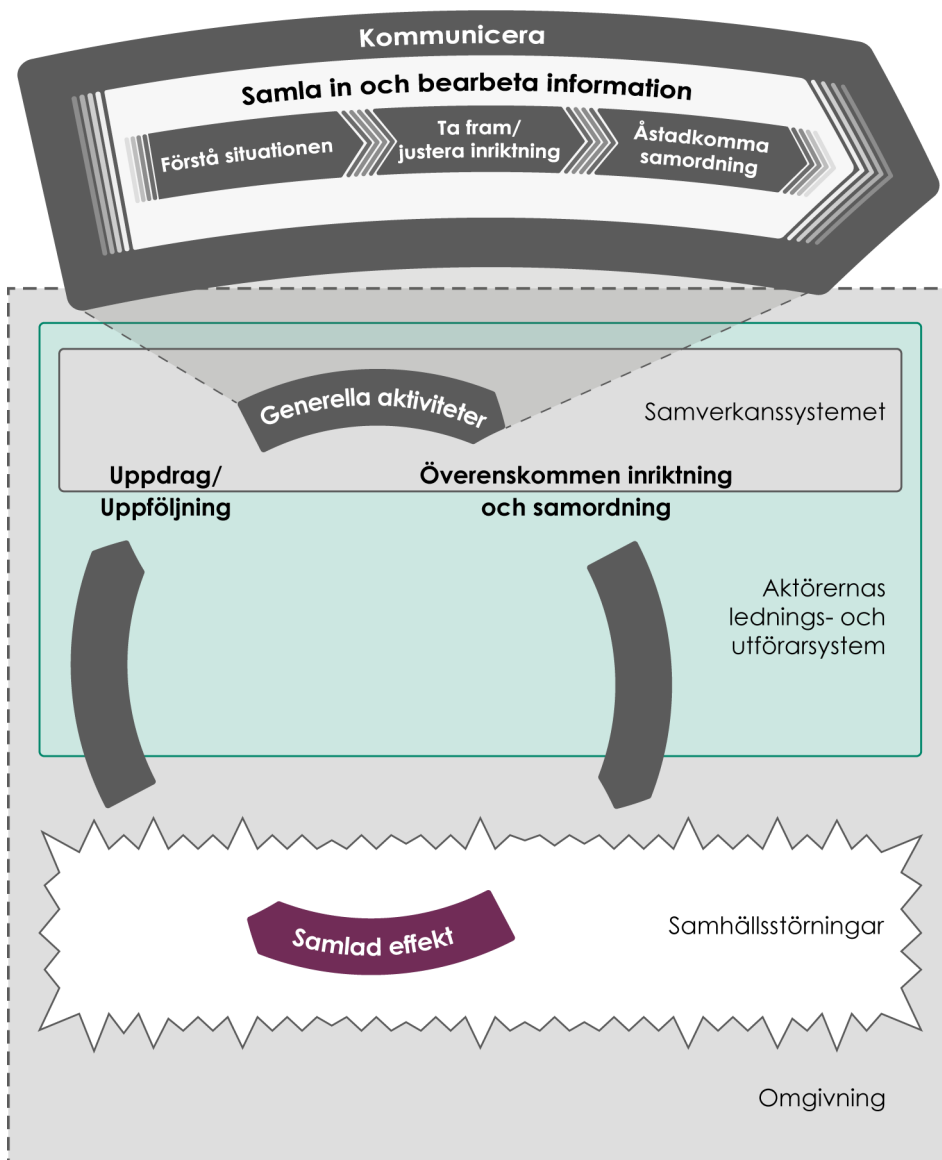 Kommunicera
Samla in och bearbeta information
Förstå situationen
Ta fram/
justera inriktning
Åstadkomma
samordning
Generella aktiviteter
Samverkanssystemet
Uppdrag/
Uppföljning
Överenskommen inriktning
och samordning
Aktörernas
lednings- och
utförarsystem
Samlad effekt
Samhällsstörningar
Omgivning